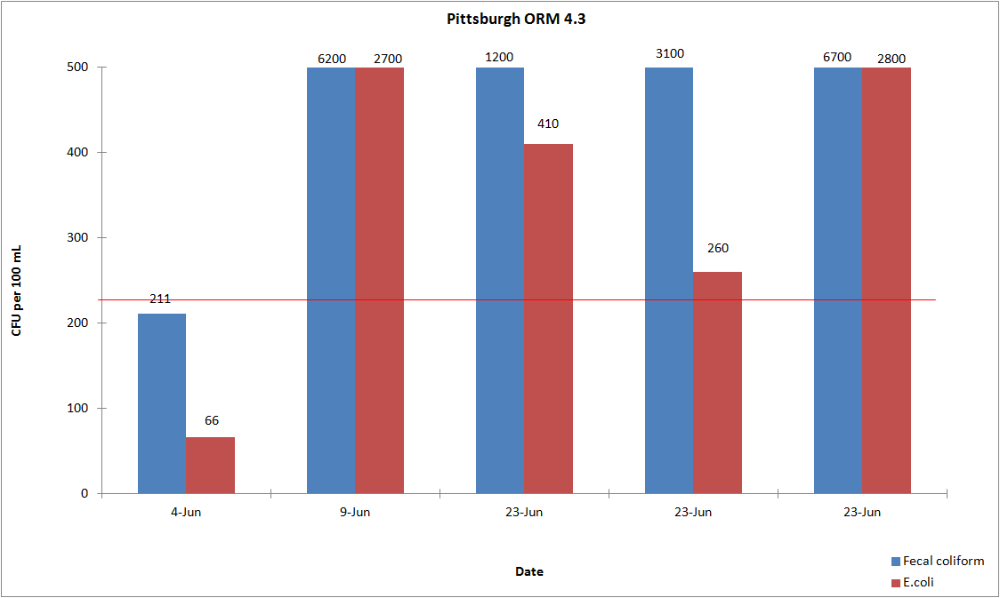 Pittsburgh ORM 4.3
6200 2700 1200 3100 6700 2800
500
410
400
300
260
211
200
100
66
0
4-Jun 9-Jun 23-Jun 23-Jun 23-Jun
CFU per 100 mL
Date
Fecal coliform
E.coli